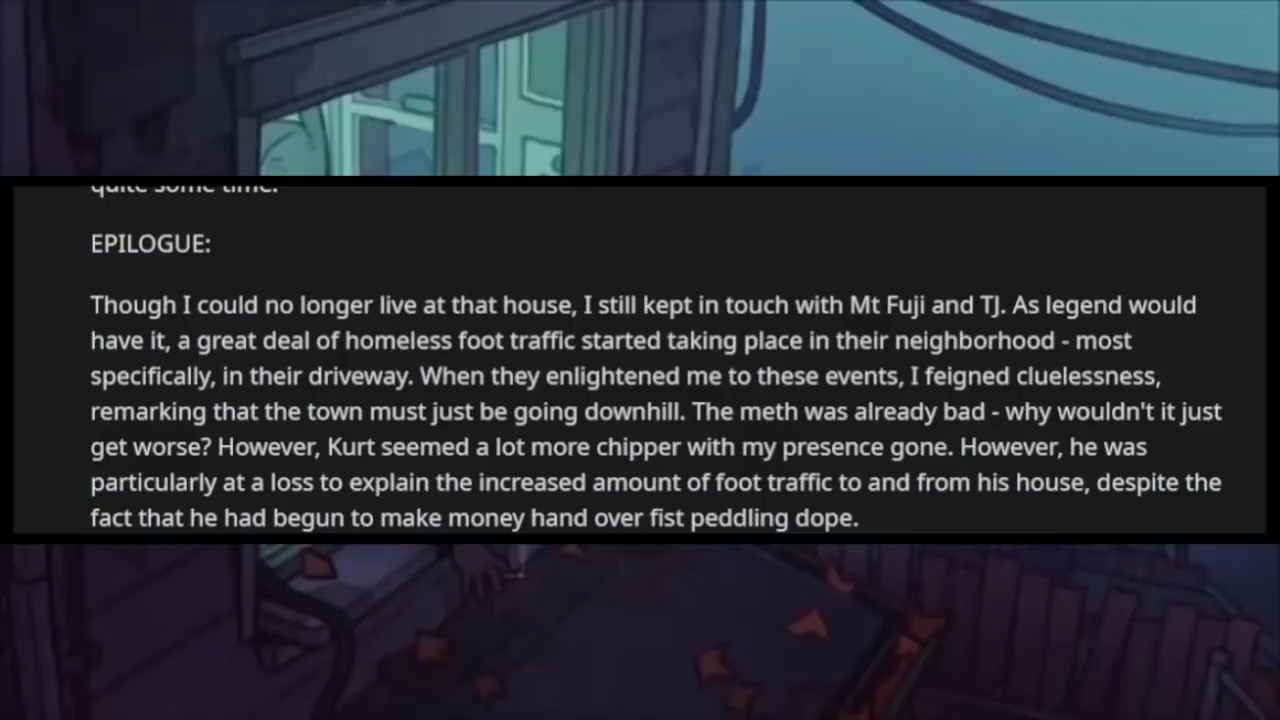 quite some time.
EPILOGUE:
Though I could no longer live at that house, I still kept in touch with Mt Fuji and TJ. As legend would
have it, a great deal of homeless foot traffic started taking place in their neighborhood - most
specifically, in their driveway. When they enlightened me to these events, I feigned cluelessness,
remarking that the town must just be going downhill. The meth was already bad - why wouldn't it just
get worse? However, Kurt seemed a lot more chipper with my presence gone. However, he was
particularly at a loss to explain the increased amount of foot traffic to and from his house, despite the
fact that he had begun to make money hand over fist peddling dope.